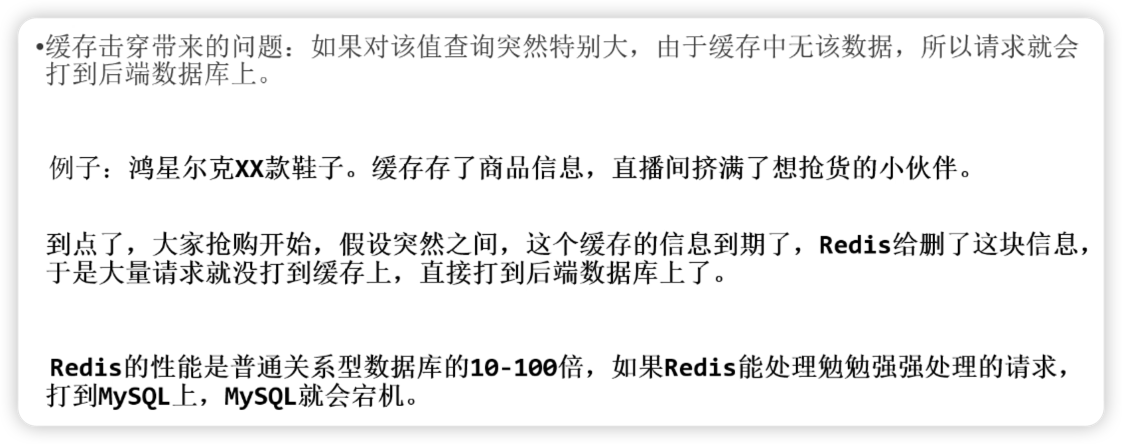 •缓存击穿带来的问题：如果对该值查询突然特别大，由于缓存中无该数据，所以请求就会
打到后端数据库上。
例子：鸿星尔克XX款鞋子。缓存存了商品信息，直播间挤满了想抢货的小伙伴。
到点了，大家抢购开始，假设突然之间，这个缓存的信息到期了，Redis给删了这块信息，
于是大量请求就没打到缓存上，直接打到后端数据库上了。
Redis的性能是普通关系型数据库的10-100倍，如果Redis能处理勉勉强强处理的请求，
打到MySQL上，MySQL就会宕机。